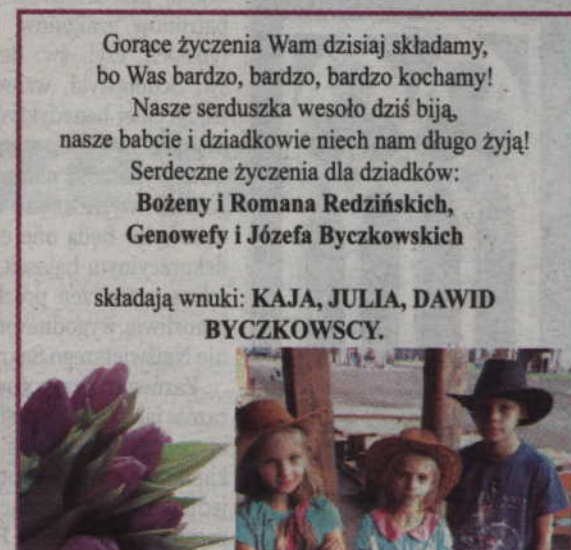 Gorące życzenia Wam dzisiaj składamy,
bo Was bardzo, bardzo, bardzo kochamy!
Nasze serduszka wesoło dziś biją,
nasze babcie i dziadkowie niech nam długo żyją!
Serdeczne życzenia dla dziadków:
Bożeny i Romana Redzińskich,
Genowefy i Józefa Byczkowskich
składają wnuki: KAJA, JULIA, DAWID
BYCZKOWSCY.